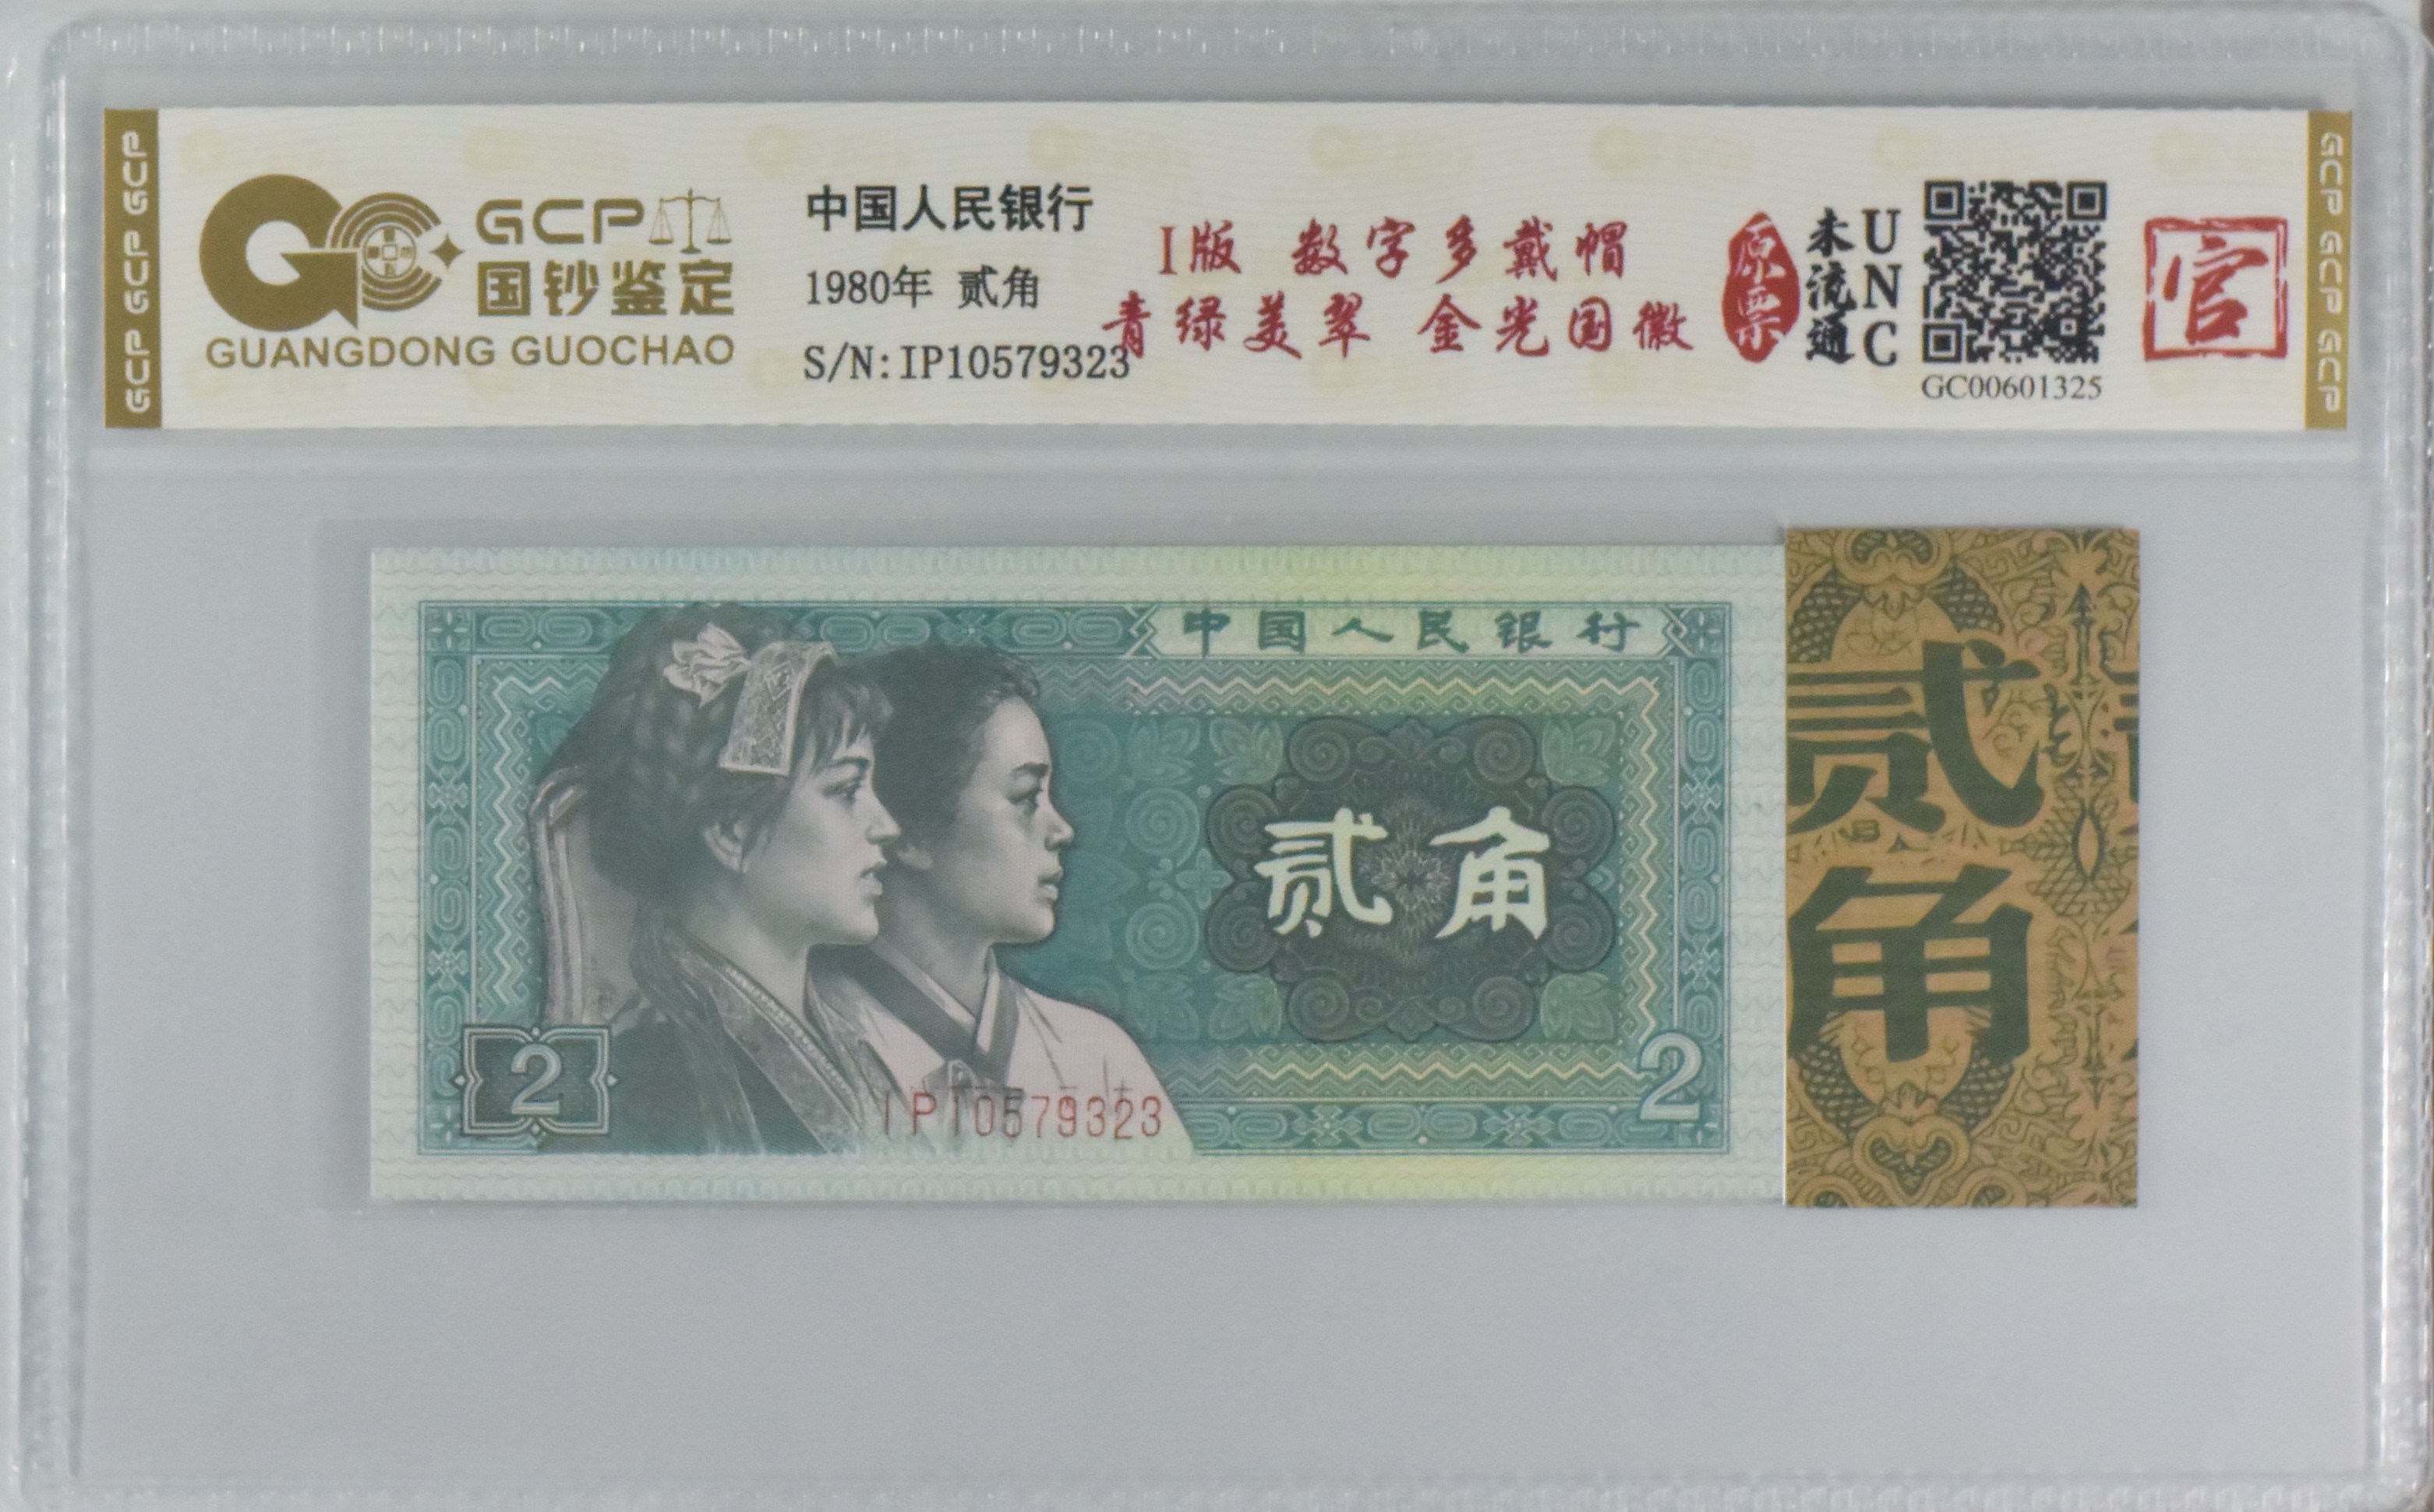 GCP GCP GCP
GCP
国钞鉴定
GUANGDONG GUOCHAO
中国人民银行
1980年 贰角
S/N:IP10579323
I版 数字多戴帽
青绿美翠 金光国徽
原票
未流通
UNC
GC00601325
官
GCP GCP GCP
中国人民银行
贰角
2
2
IP10579323
贰角